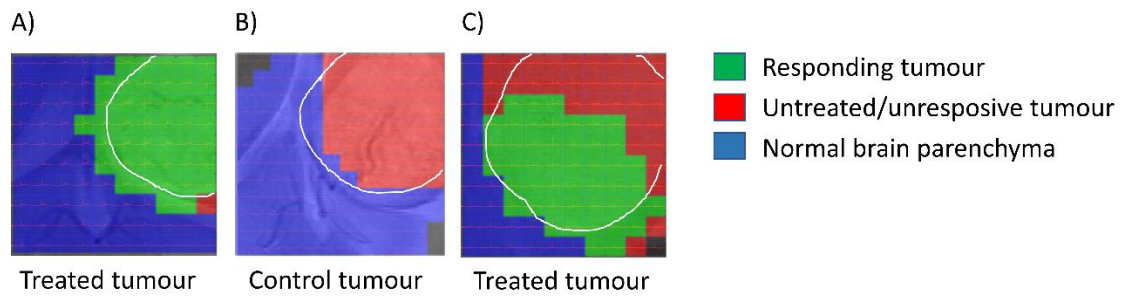 A)
B)
C)
Responding tumour
Untreated/unresposive tumour
Normal brain parenchyma
Treated tumour
Control tumour
Treated tumour